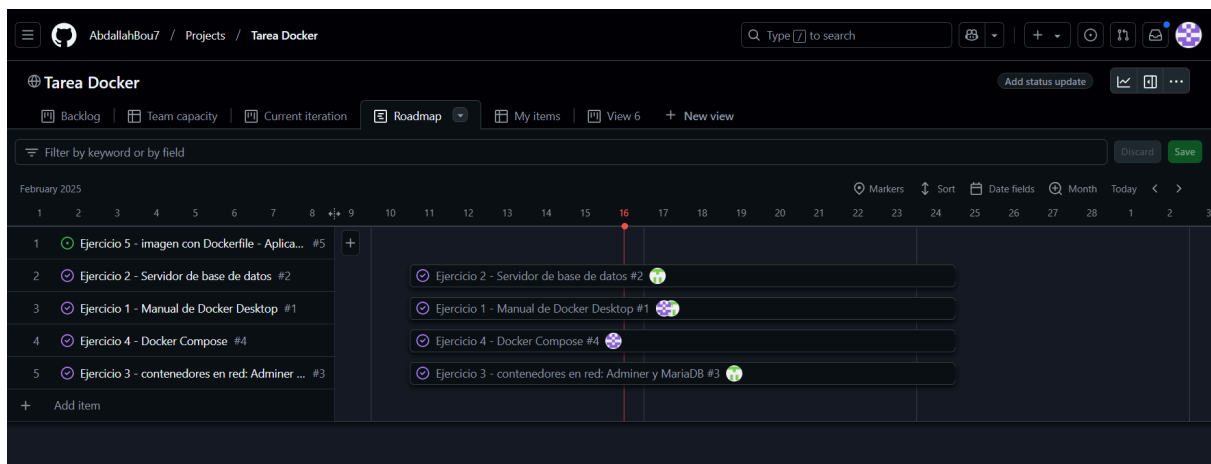 AbdallahBou7 / Projects / Tarea Docker
Type / to search
Tarea Docker
Add status update
Backlog
Team capacity
Current iteration
Roadmap
My items
View 6
+ New view
Filter by keyword or by field
Discard
Save
February 2025
Markers
Sort
Date fields
Month
Today
1 2 3 4 5 6 7 8 9 10 11 12 13 14 15 16 17 18 19 20 21 22 23 24 25 26 27 28 1 2 3
1 Ejercicio 5 - imagen con Dockerfile - Aplica... #5
2 Ejercicio 2 - Servidor de base de datos #2
Ejercicio 2 - Servidor de base de datos #2
3 Ejercicio 1 - Manual de Docker Desktop #1
Ejercicio 1 - Manual de Docker Desktop #1
4 Ejercicio 4 - Docker Compose #4
Ejercicio 4 - Docker Compose #4
5 Ejercicio 3 - contenedores en red: Adminer ... #3
Ejercicio 3 - contenedores en red: Adminer y MariaDB #3
+ Add item